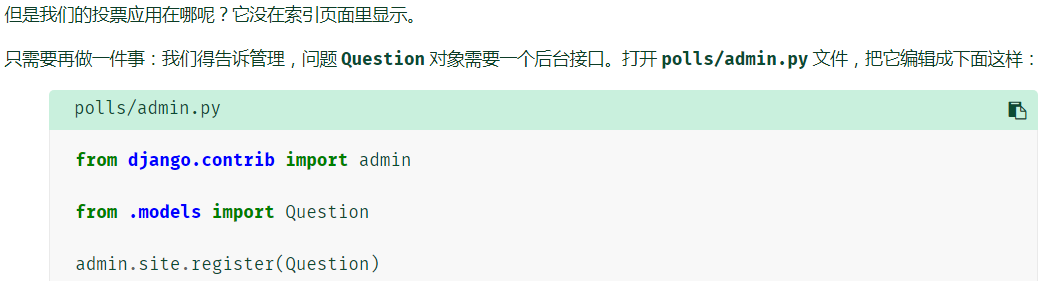 但是我们的投票应用在哪呢？它没在索引页面里显示。
只需要再做一件事：我们得告诉管理，问题 Question 对象需要一个后台接口。打开 polls/admin.py 文件，把它编辑成下面这样：
polls/admin.py
from django.contrib import admin
from .models import Question
admin.site.register(Question)